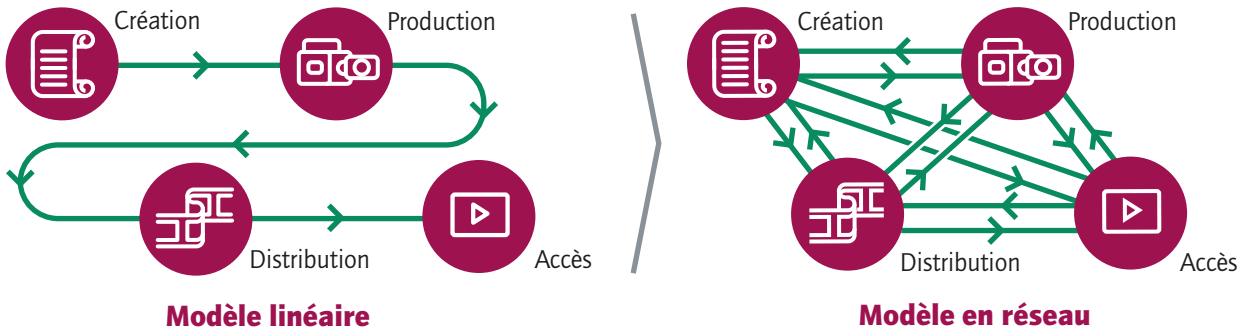 Création
Production
Distribution
Accès
Modèle linéaire
Création
Production
Distribution
Accès
Modèle en réseau